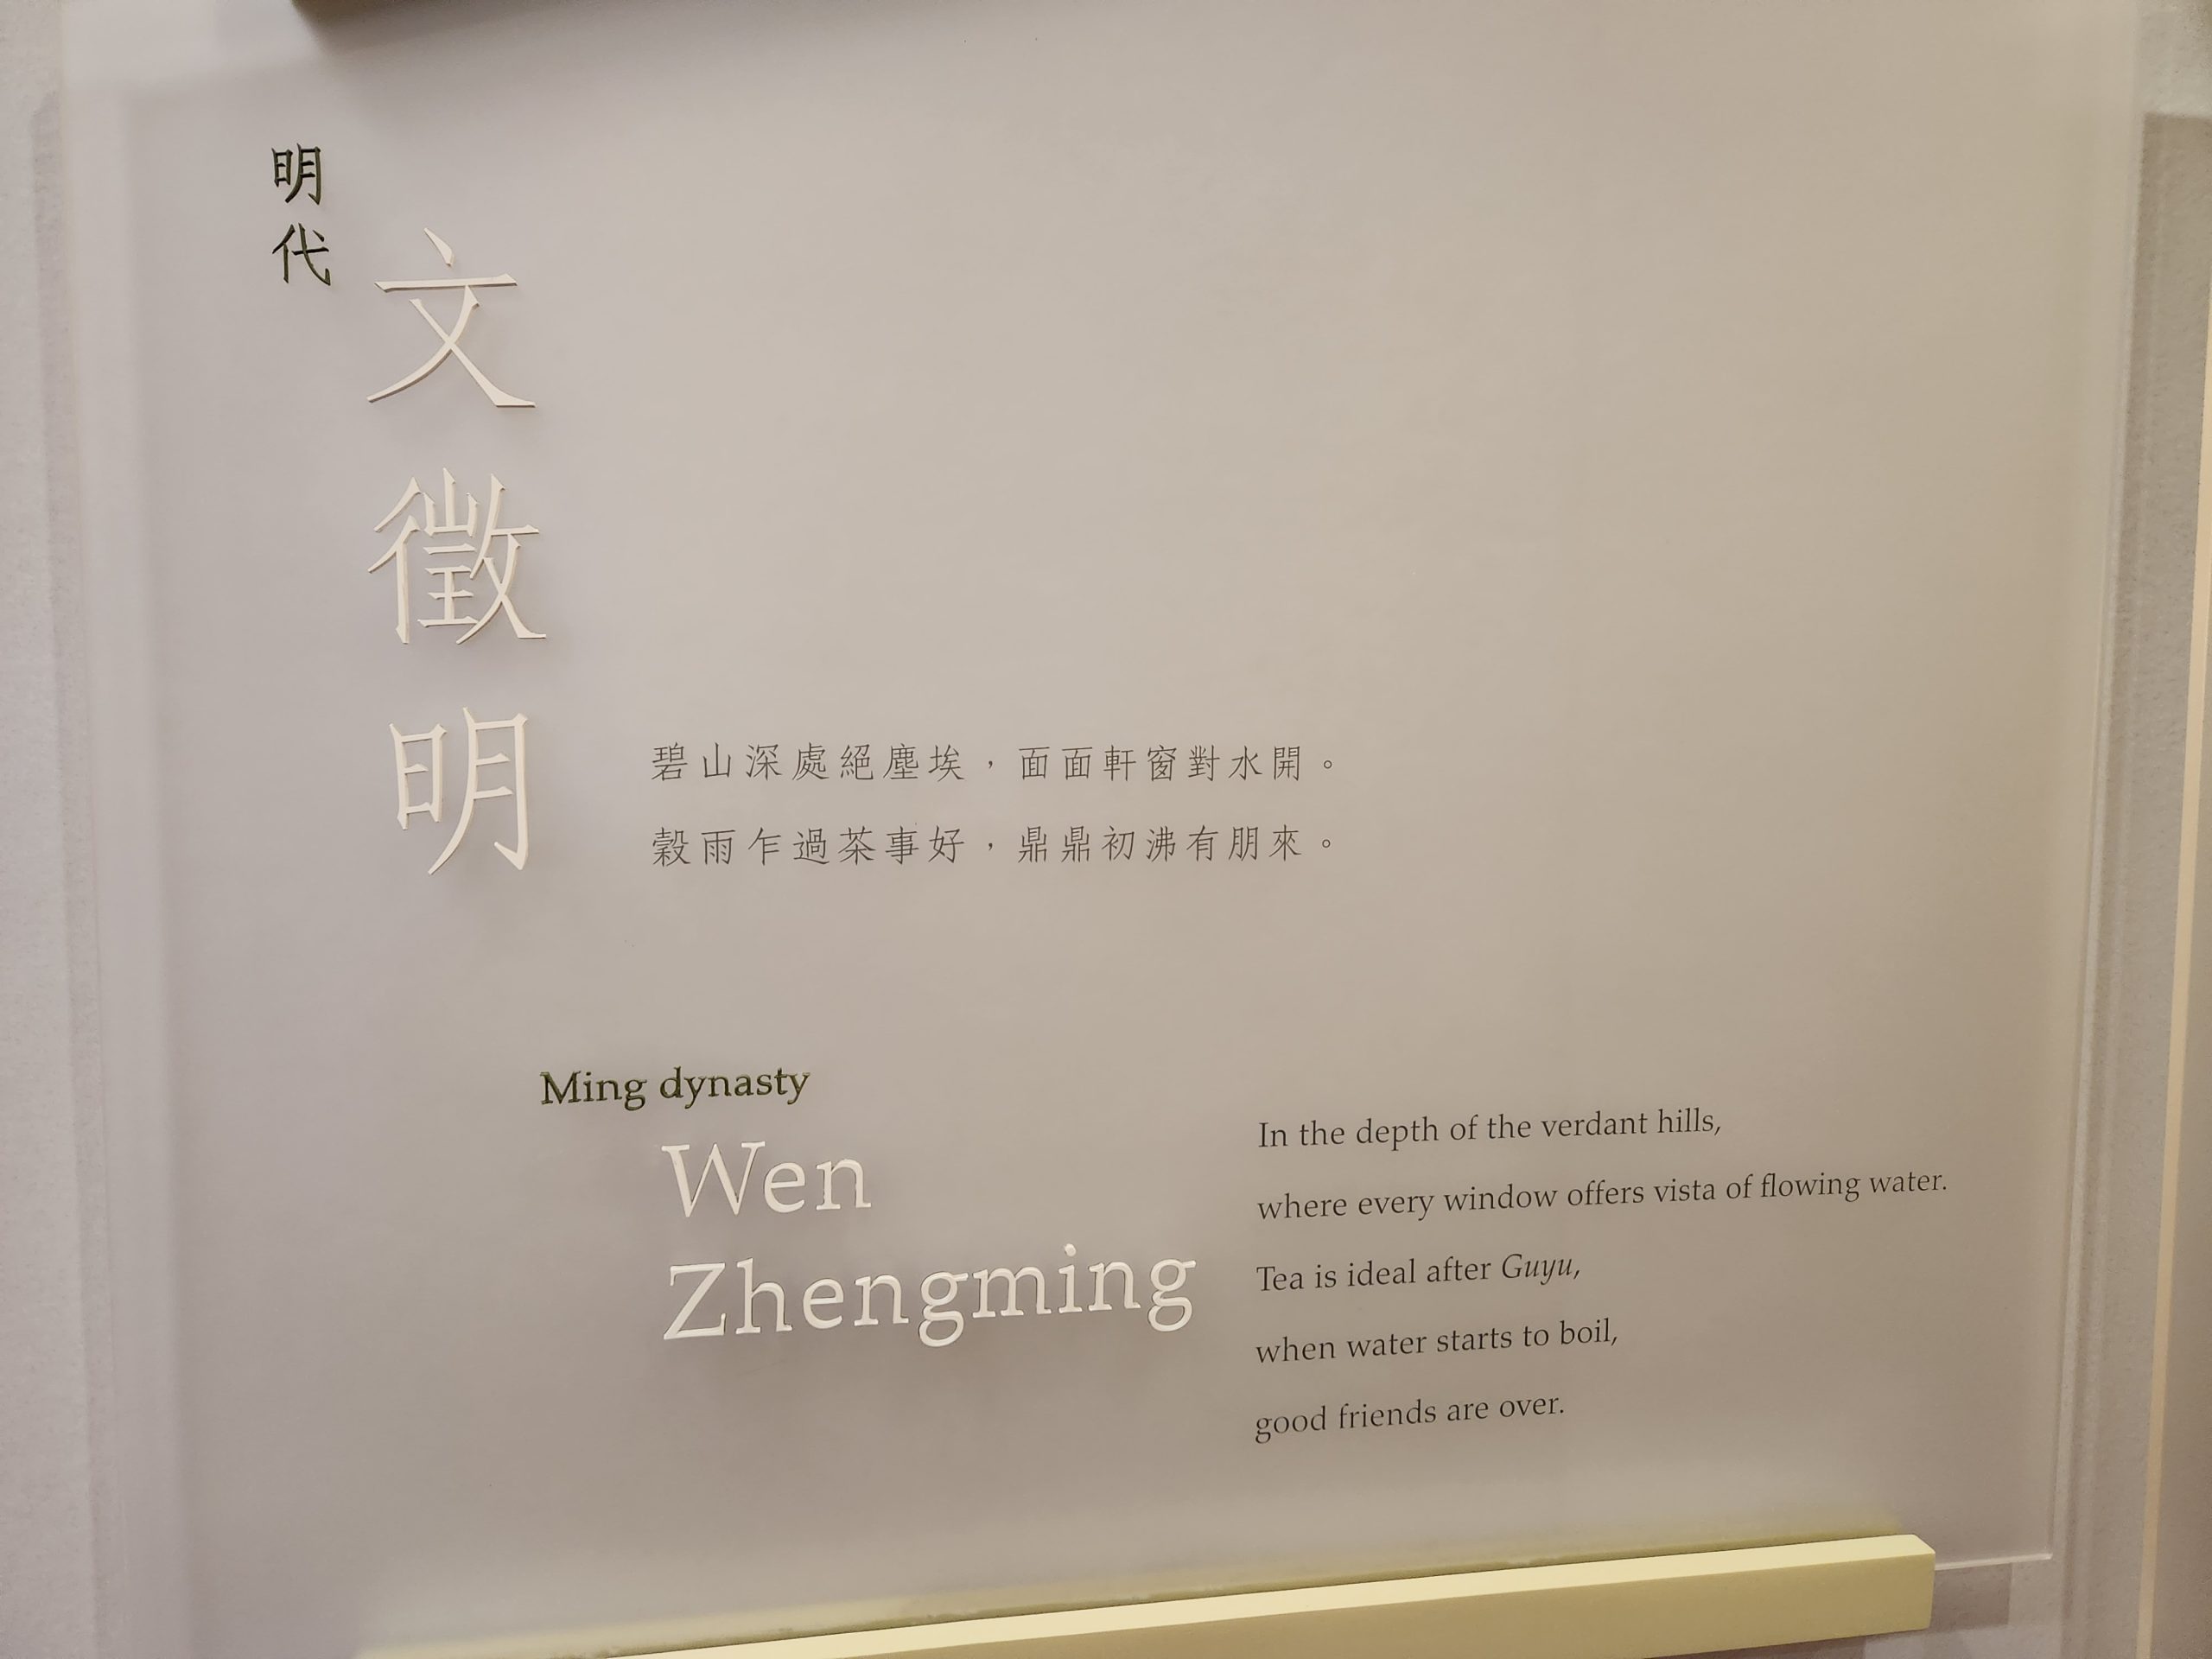 明代
文徵明
碧山深處絕塵埃，面面軒窗對水開。
穀雨乍過茶事好，鼎鼎初沸有朋來。
Ming dynasty
Wen
Zhengming
In the depth of the verdant hills,
where every window offers vista of flowing water.
Tea is ideal after Guyu,
when water starts to boil,
good friends are over.